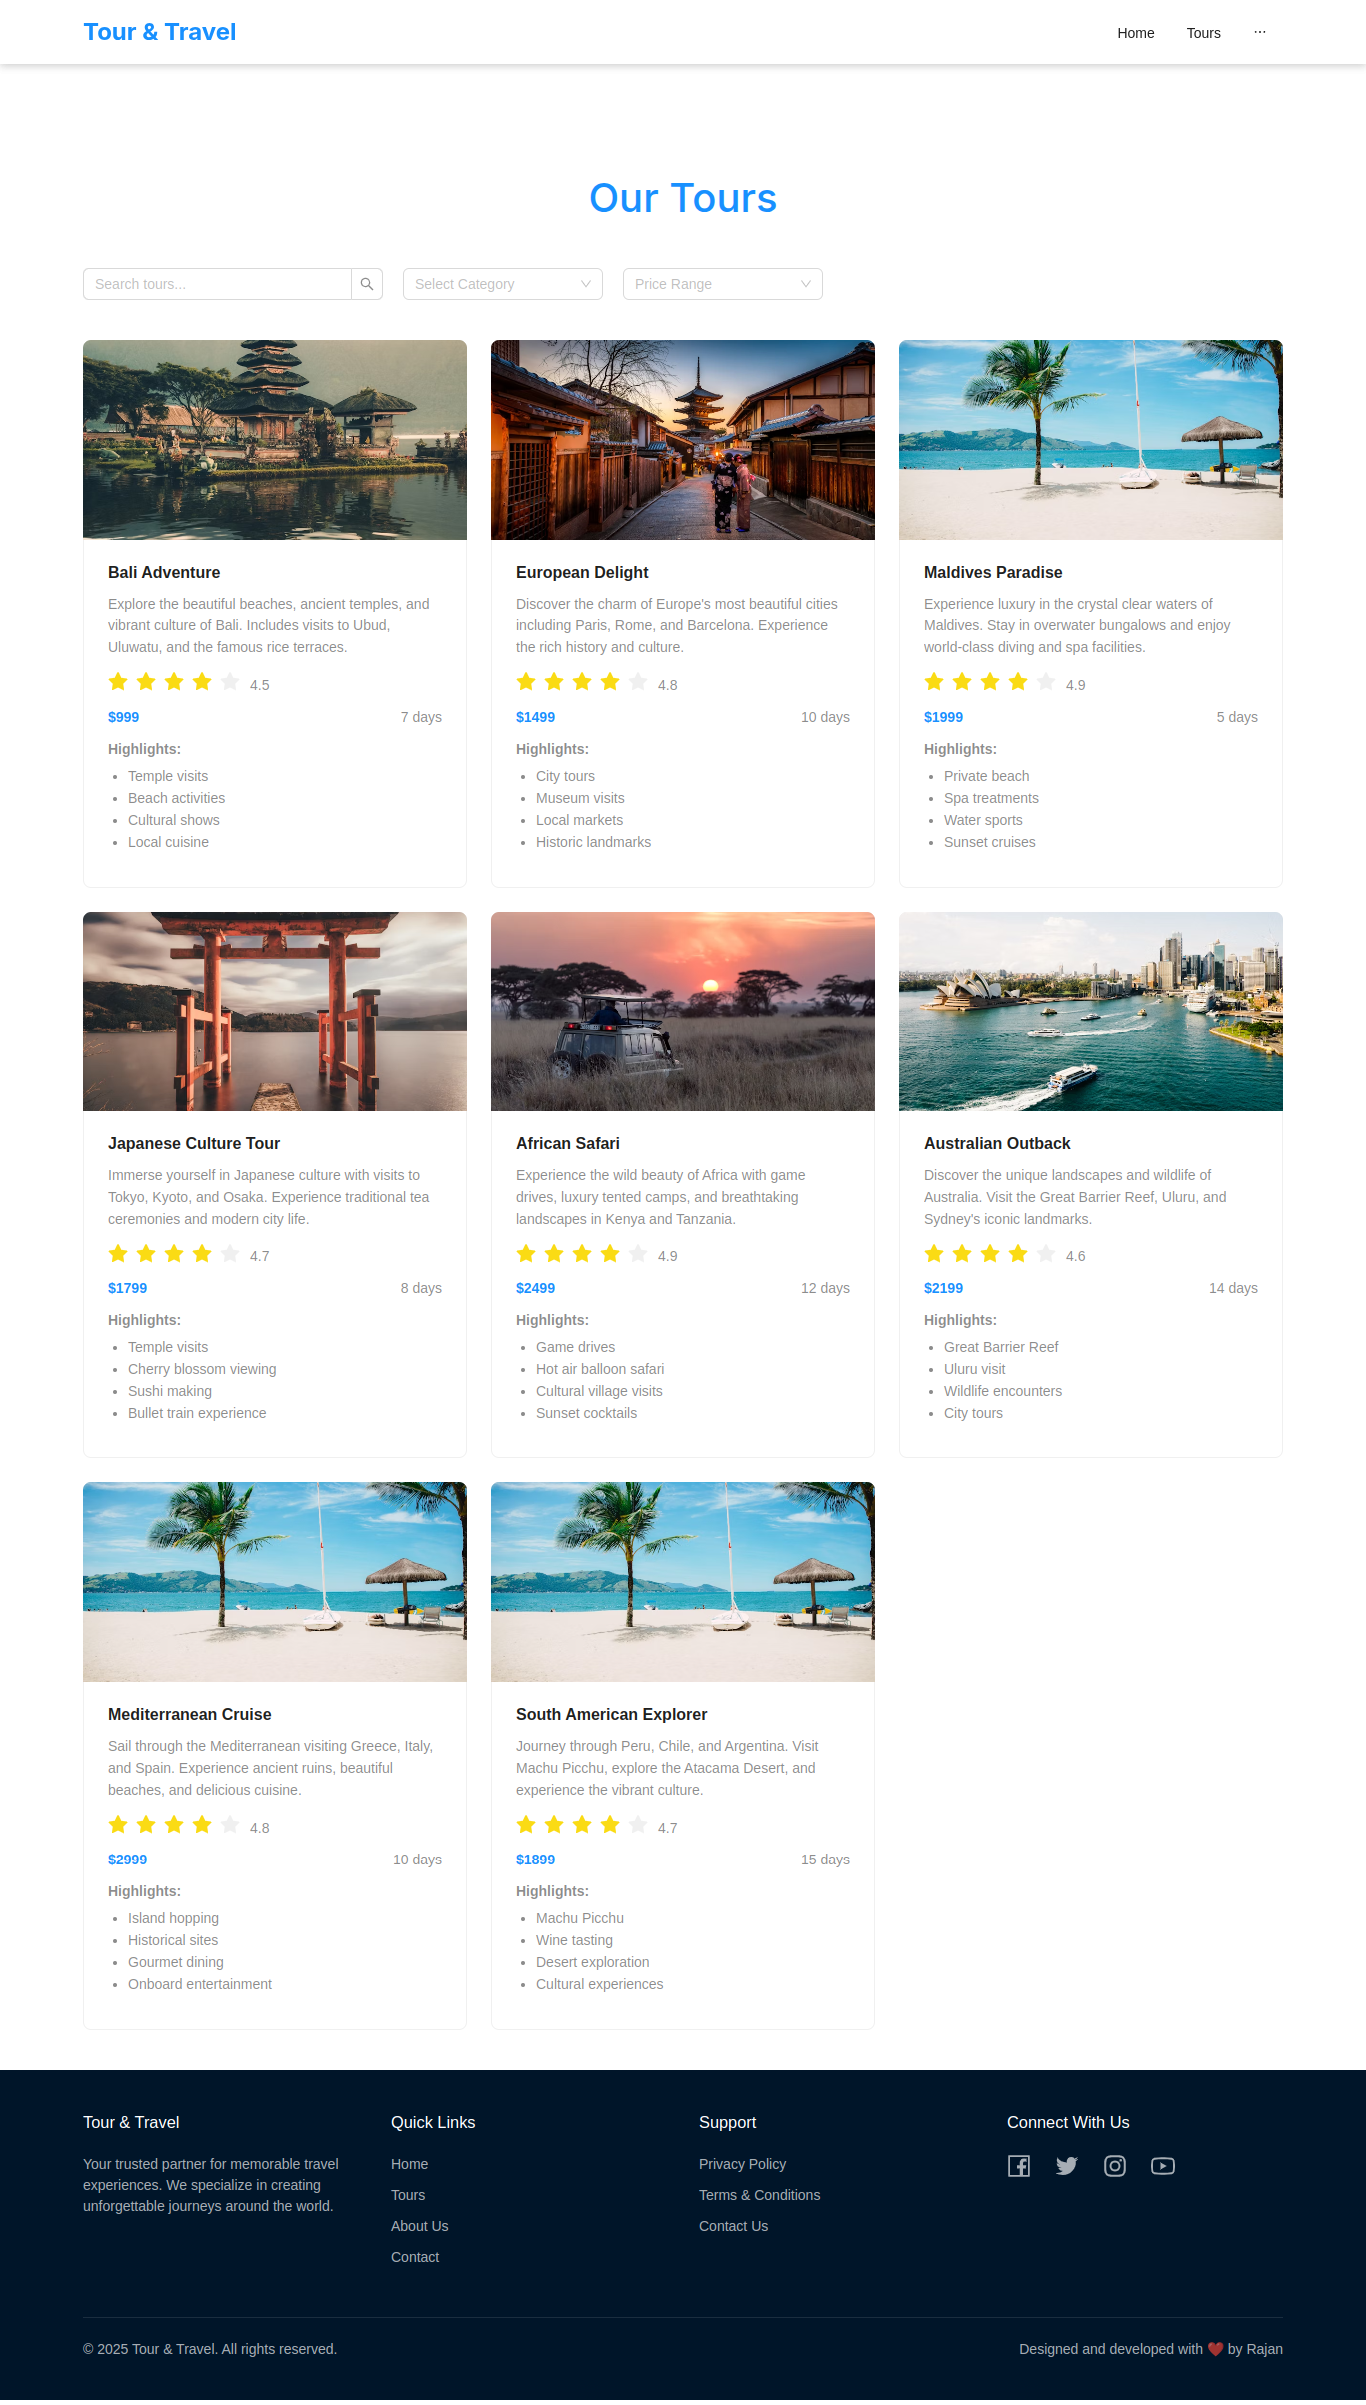 Tour & Travel
Home
Tours
···
Our Tours
Search tours...
Select Category
Price Range
Bali Adventure
Explore the beautiful beaches, ancient temples, and
vibrant culture of Bali. Includes visits to Ubud,
Uluwatu, and the famous rice terraces.
4.5
$999
7 days
Highlights:
• Temple visits
• Beach activities
• Cultural shows
• Local cuisine
European Delight
Discover the charm of Europe's most beautiful cities
including Paris, Rome, and Barcelona. Experience
the rich history and culture.
4.8
$1499
10 days
Highlights:
• City tours
• Museum visits
• Local markets
• Historic landmarks
Maldives Paradise
Experience luxury in the crystal clear waters of
Maldives. Stay in overwater bungalows and enjoy
world-class diving and spa facilities.
4.9
$1999
5 days
Highlights:
• Private beach
• Spa treatments
• Water sports
• Sunset cruises
Japanese Culture Tour
Immerse yourself in Japanese culture with visits to
Tokyo, Kyoto, and Osaka. Experience traditional tea
ceremonies and modern city life.
4.7
$1799
8 days
Highlights:
• Temple visits
• Cherry blossom viewing
• Sushi making
• Bullet train experience
African Safari
Experience the wild beauty of Africa with game
drives, luxury tented camps, and breathtaking
landscapes in Kenya and Tanzania.
4.9
$2499
12 days
Highlights:
• Game drives
• Hot air balloon safari
• Cultural village visits
• Sunset cocktails
Australian Outback
Discover the unique landscapes and wildlife of
Australia. Visit the Great Barrier Reef, Uluru, and
Sydney's iconic landmarks.
4.6
$2199
14 days
Highlights:
• Great Barrier Reef
• Uluru visit
• Wildlife encounters
• City tours
Mediterranean Cruise
Sail through the Mediterranean visiting Greece, Italy,
and Spain. Experience ancient ruins, beautiful
beaches, and delicious cuisine.
4.8
$2999
10 days
Highlights:
• Island hopping
• Historical sites
• Gourmet dining
• Onboard entertainment
South American Explorer
Journey through Peru, Chile, and Argentina. Visit
Machu Picchu, explore the Atacama Desert, and
experience the vibrant culture.
4.7
$1899
15 days
Highlights:
• Machu Picchu
• Wine tasting
• Desert exploration
• Cultural experiences
Tour & Travel
Your trusted partner for memorable travel
experiences. We specialize in creating
unforgettable journeys around the world.
Quick Links
Home
Tours
About Us
Contact
Support
Privacy Policy
Terms & Conditions
Contact Us
Connect With Us
© 2025 Tour & Travel. All rights reserved.
Designed and developed with ❤️ by Rajan